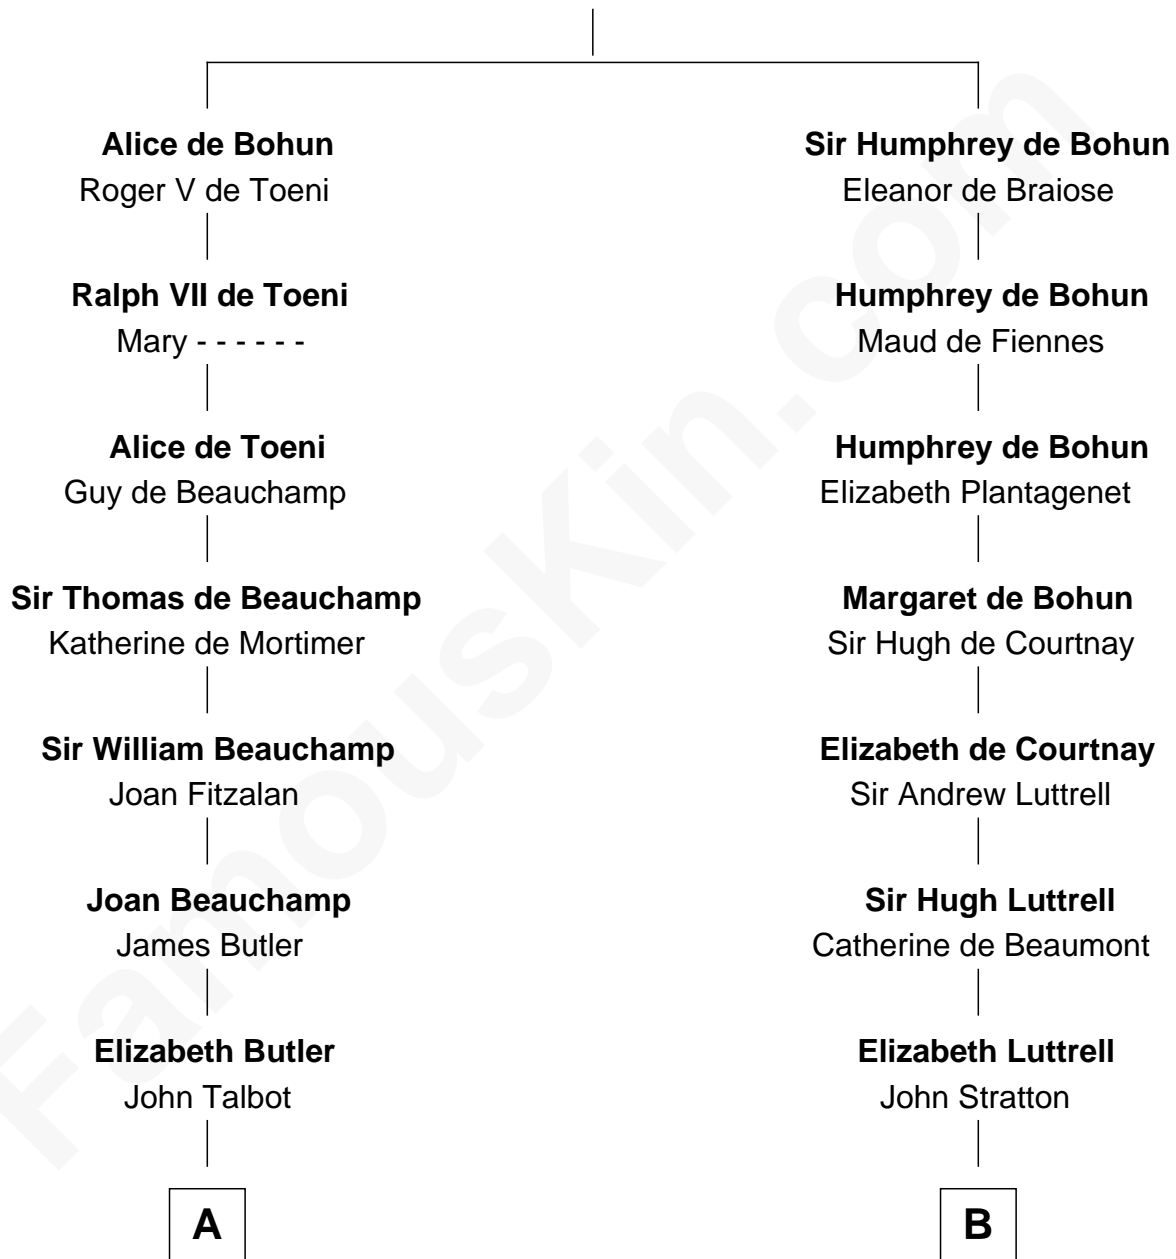 Alice de Bohun
Roger V de Toeni
Ralph VII de Toeni
Mary - - - - - -
Alice de Toeni
Guy de Beauchamp
Sir Thomas de Beauchamp
Katherine de Mortimer
Sir William Beauchamp
Joan Fitzalan
Joan Beauchamp
James Butler
Elizabeth Butler
John Talbot
A
Sir Humphrey de Bohun
Eleanor de Braiose
Humphrey de Bohun
Maud de Fiennes
Humphrey de Bohun
Elizabeth Plantagenet
Margaret de Bohun
Sir Hugh de Courtnay
Elizabeth de Courtnay
Sir Andrew Luttrell
Sir Hugh Luttrell
Catherine de Beaumont
Elizabeth Luttrell
John Stratton
B
FamousKin.com